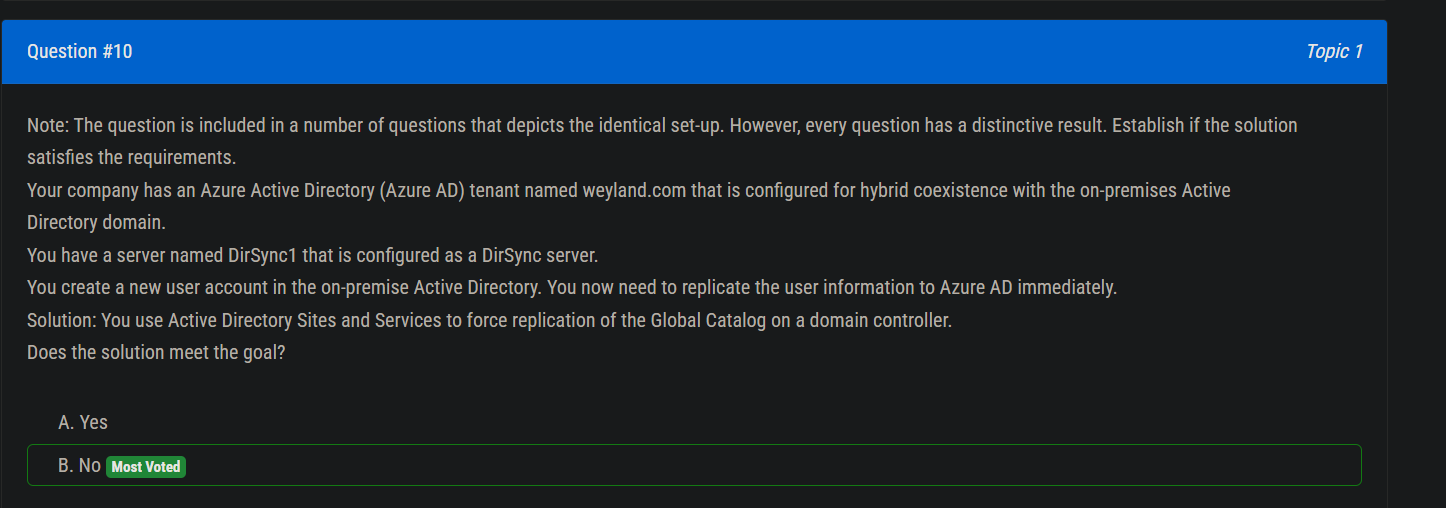 Question #10
Topic 1
Note: The question is included in a number of questions that depicts the identical set-up. However, every question has a distinctive result. Establish if the solution
satisfies the requirements.
Your company has an Azure Active Directory (Azure AD) tenant named weyland.com that is configured for hybrid coexistence with the on-premises Active
Directory domain.
You have a server named DirSync1 that is configured as a DirSync server.
You create a new user account in the on-premise Active Directory. You now need to replicate the user information to Azure AD immediately.
Solution: You use Active Directory Sites and Services to force replication of the Global Catalog on a domain controller.
Does the solution meet the goal?
A. Yes
B. No Most Voted